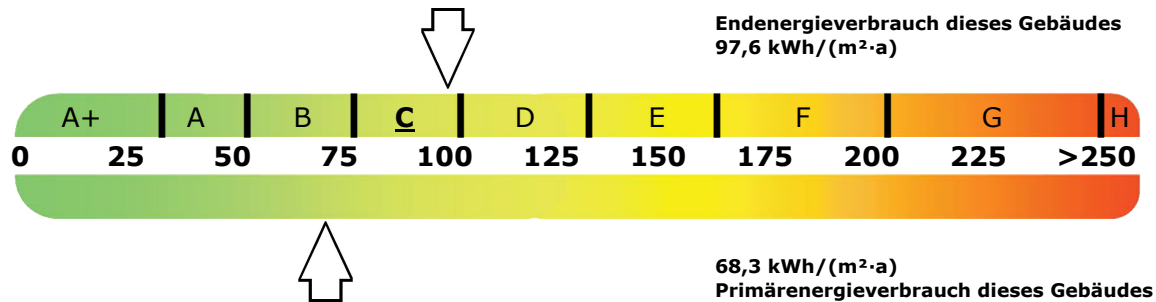 Endenergieverbrauch dieses Gebäudes
97,6 kWh/(m²·a)
A+ A B C D E F G H
0 25 50 75 100 125 150 175 200 225 >250
68,3 kWh/(m²·a)
Primärenergieverbrauch dieses Gebäudes